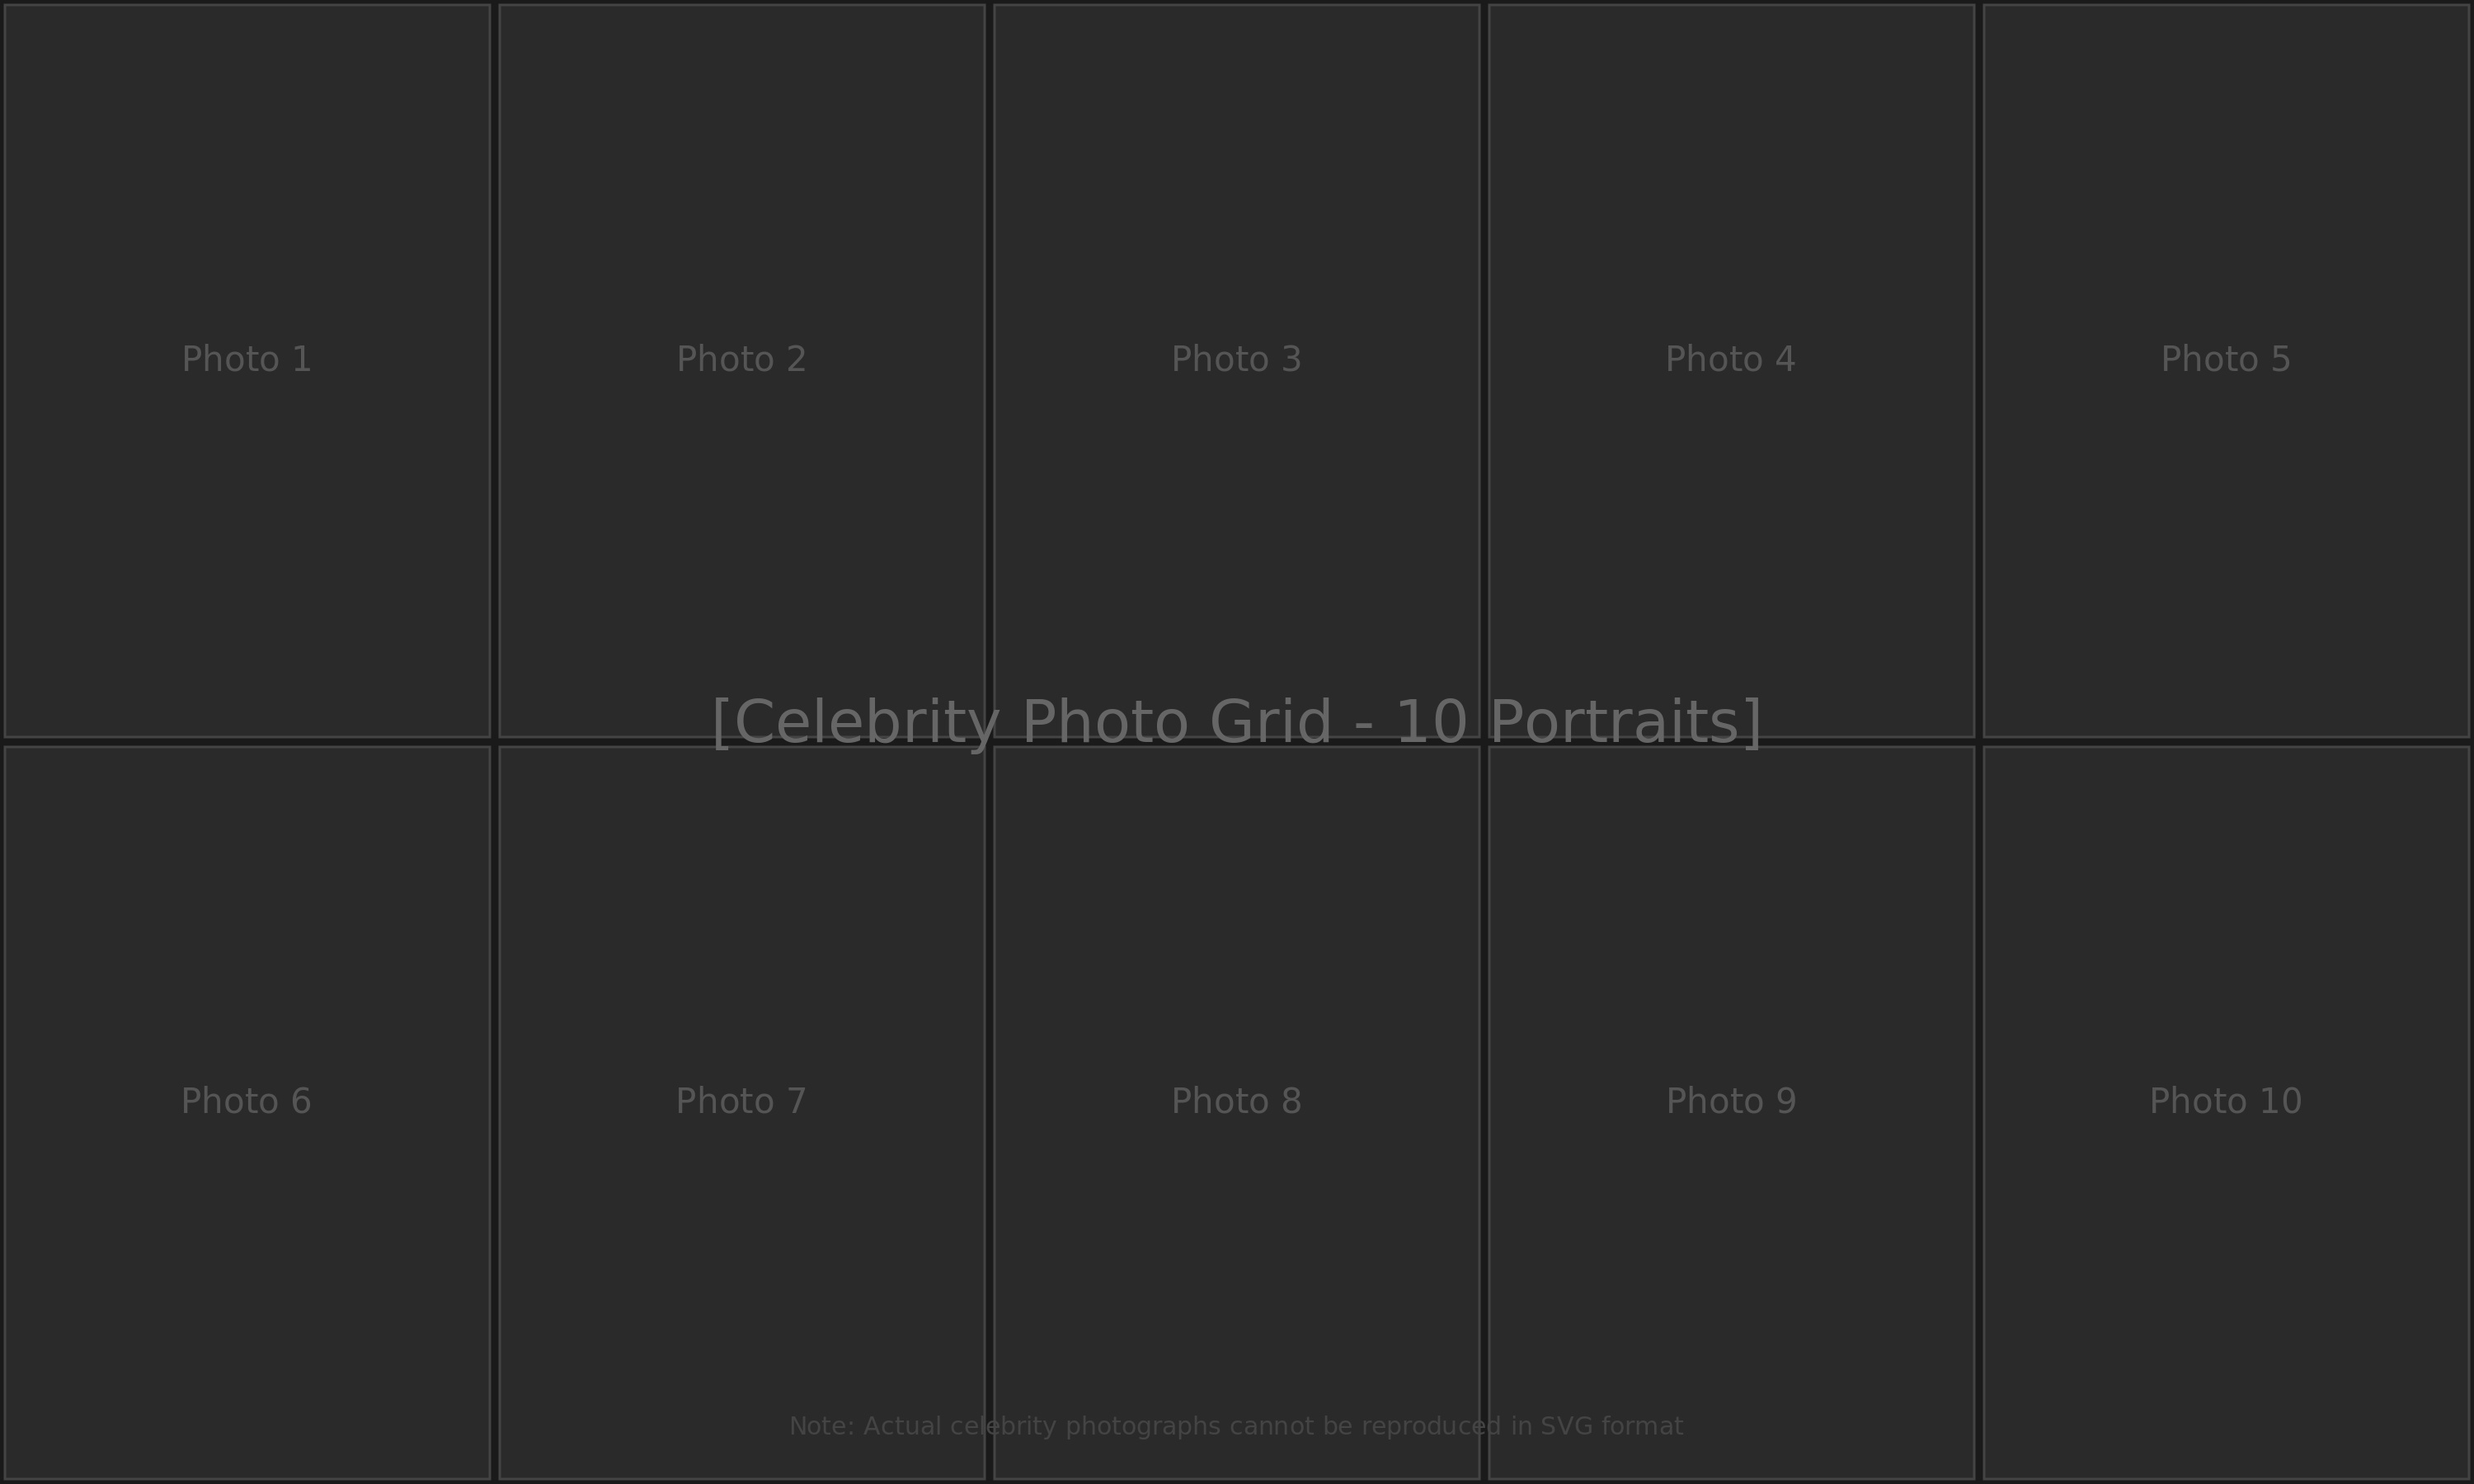 Photo 1
Photo 2
Photo 3
Photo 4
Photo 5
[Celebrity Photo Grid - 10 Portraits]
Photo 6
Photo 7
Photo 8
Photo 9
Photo 10
Note: Actual celebrity photographs cannot be reproduced in SVG format